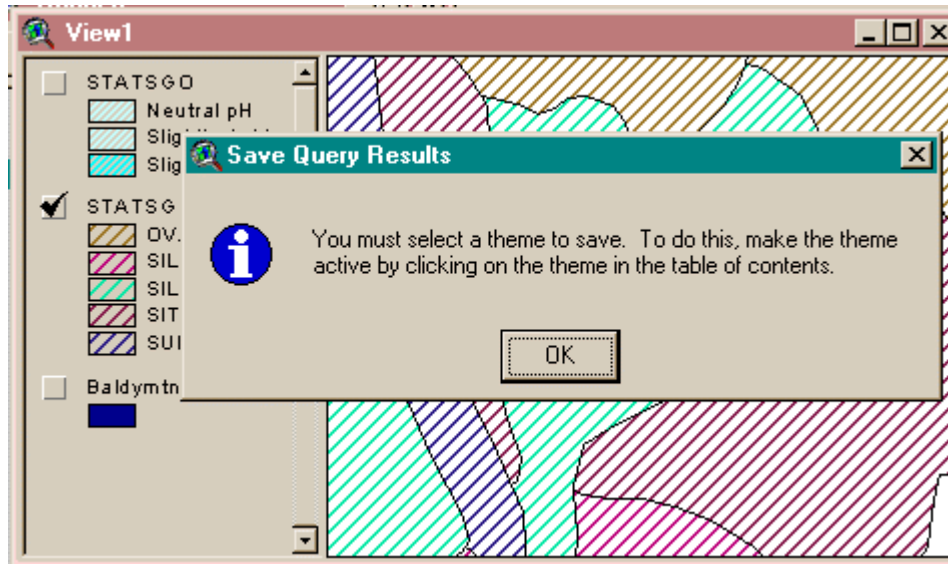 View1
STATSGO
Neutral pH
Slig
Slig
Save Query Results
STATSG
OV.
SIL
SIL
SIT
SUI
You must select a theme to save. To do this, make the theme
active by clicking on the theme in the table of contents.
OK
Baldymtn